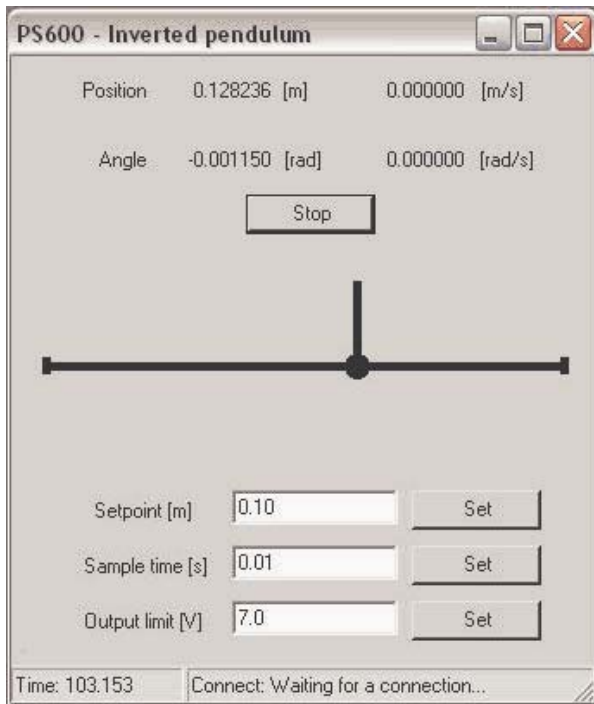 PS600 - Inverted pendulum
Position 0.128236 [m] 0.000000 [m/s]
Angle -0.001150 [rad] 0.000000 [rad/s]
Stop
Setpoint [m] 0.10 Set
Sample time [s] 0.01 Set
Output limit [V] 7.0 Set
Time: 103.153 Connect: Waiting for a connection...